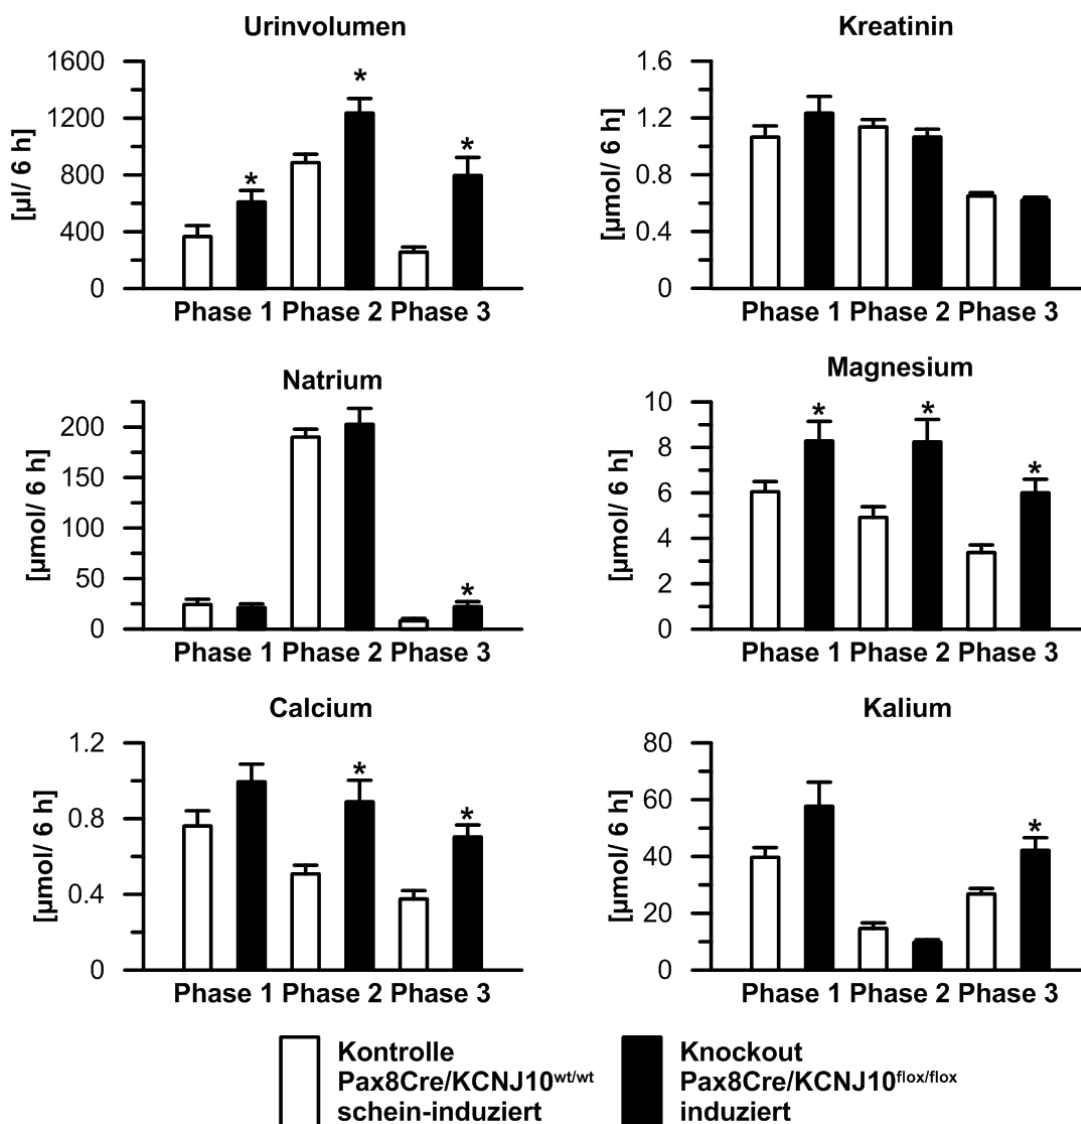 Urinvolumen
1600
1200
800
400
0
[µl/ 6 h]
*
*
*
Phase 1 Phase 2 Phase 3
Kreatinin
1.6
1.2
0.8
0.4
0
[µmol/ 6 h]
Phase 1 Phase 2 Phase 3
Natrium
200
150
100
50
0
[µmol/ 6 h]
*
Phase 1 Phase 2 Phase 3
Magnesium
10
8
6
4
2
0
[µmol/ 6 h]
*
*
*
Phase 1 Phase 2 Phase 3
Calcium
1.2
0.8
0.4
0
[µmol/ 6 h]
*
*
Phase 1 Phase 2 Phase 3
Kalium
80
60
40
20
0
[µmol/ 6 h]
*
Phase 1 Phase 2 Phase 3
Kontrolle
Pax8Cre/KCNJ10wt/wt
schein-induziert
Knockout
Pax8Cre/KCNJ10flox/flox
induziert